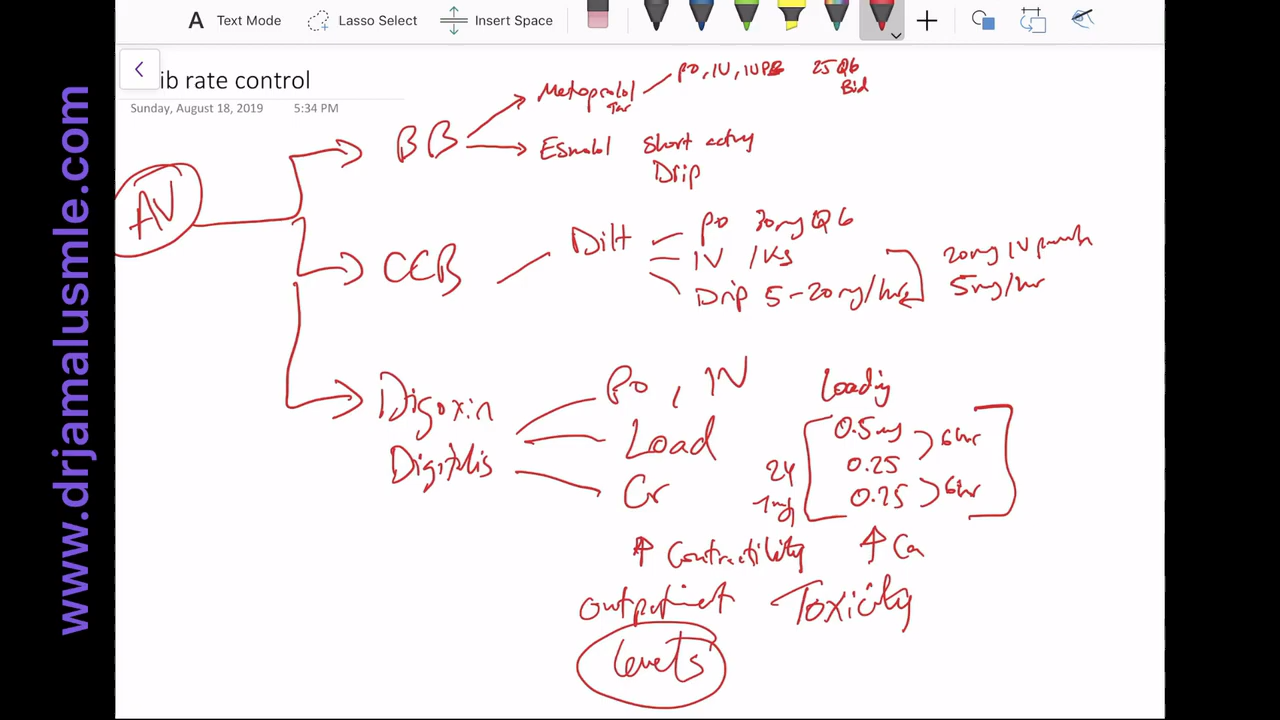 Text Mode
Lasso Select
Insert Space
ib rate control
Sunday, August 18, 2019 5:34 PM
www.drjamalusmle.com
AV
BB
Metoprolol
Tar
PO, IV, IVPB
25 Q6
Bid
Esmolol Short acting
Drip
CCB
Dilt
PO 30mg Q6
IV /KG
Drip 5-20mg/hr
20mg IV push
5mg/hr
Digoxin
Digitalis
PO, IV
Load
Cr
Loading
0.5mg
6hr
0.25
0.25
6hr
24
1mg
↑ Contractility ↑ Ca
Outpatient Toxicity
levels